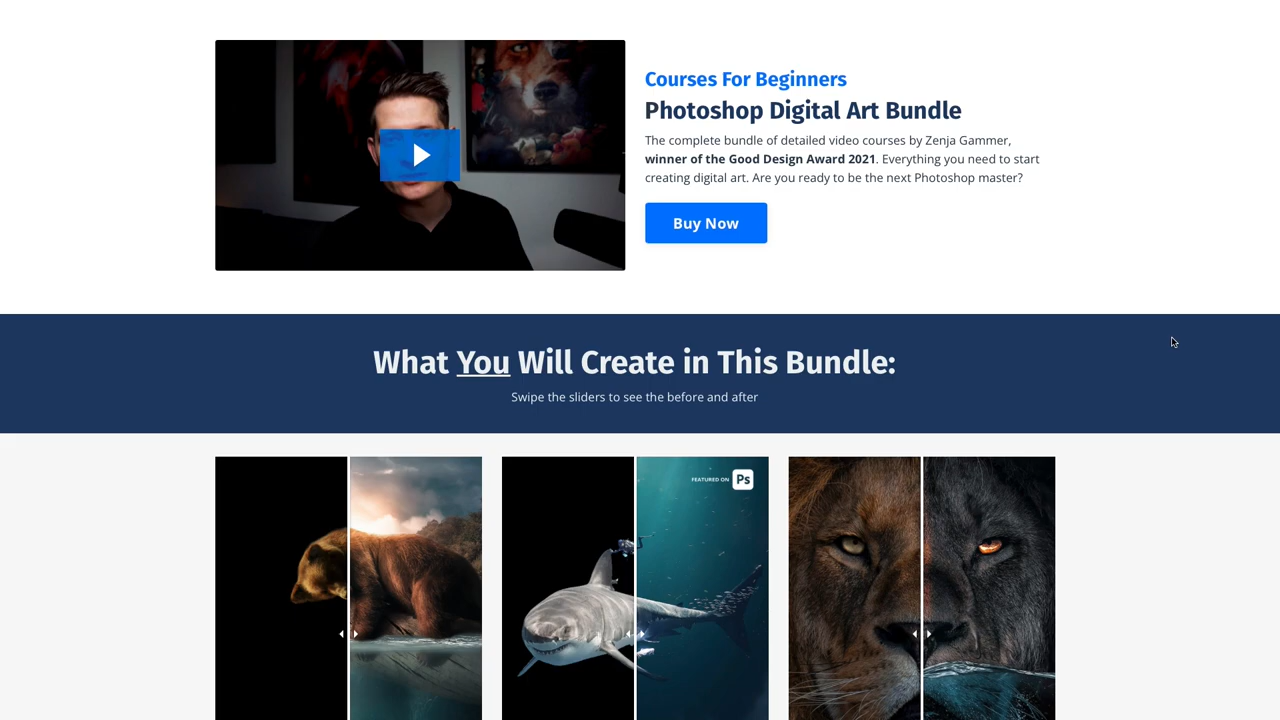 Courses For Beginners
Photoshop Digital Art Bundle
The complete bundle of detailed video courses by Zenja Gammer,
winner of the Good Design Award 2021. Everything you need to start
creating digital art. Are you ready to be the next Photoshop master?
Buy Now
What You Will Create in This Bundle:
Swipe the sliders to see the before and after
FEATURED ON Ps